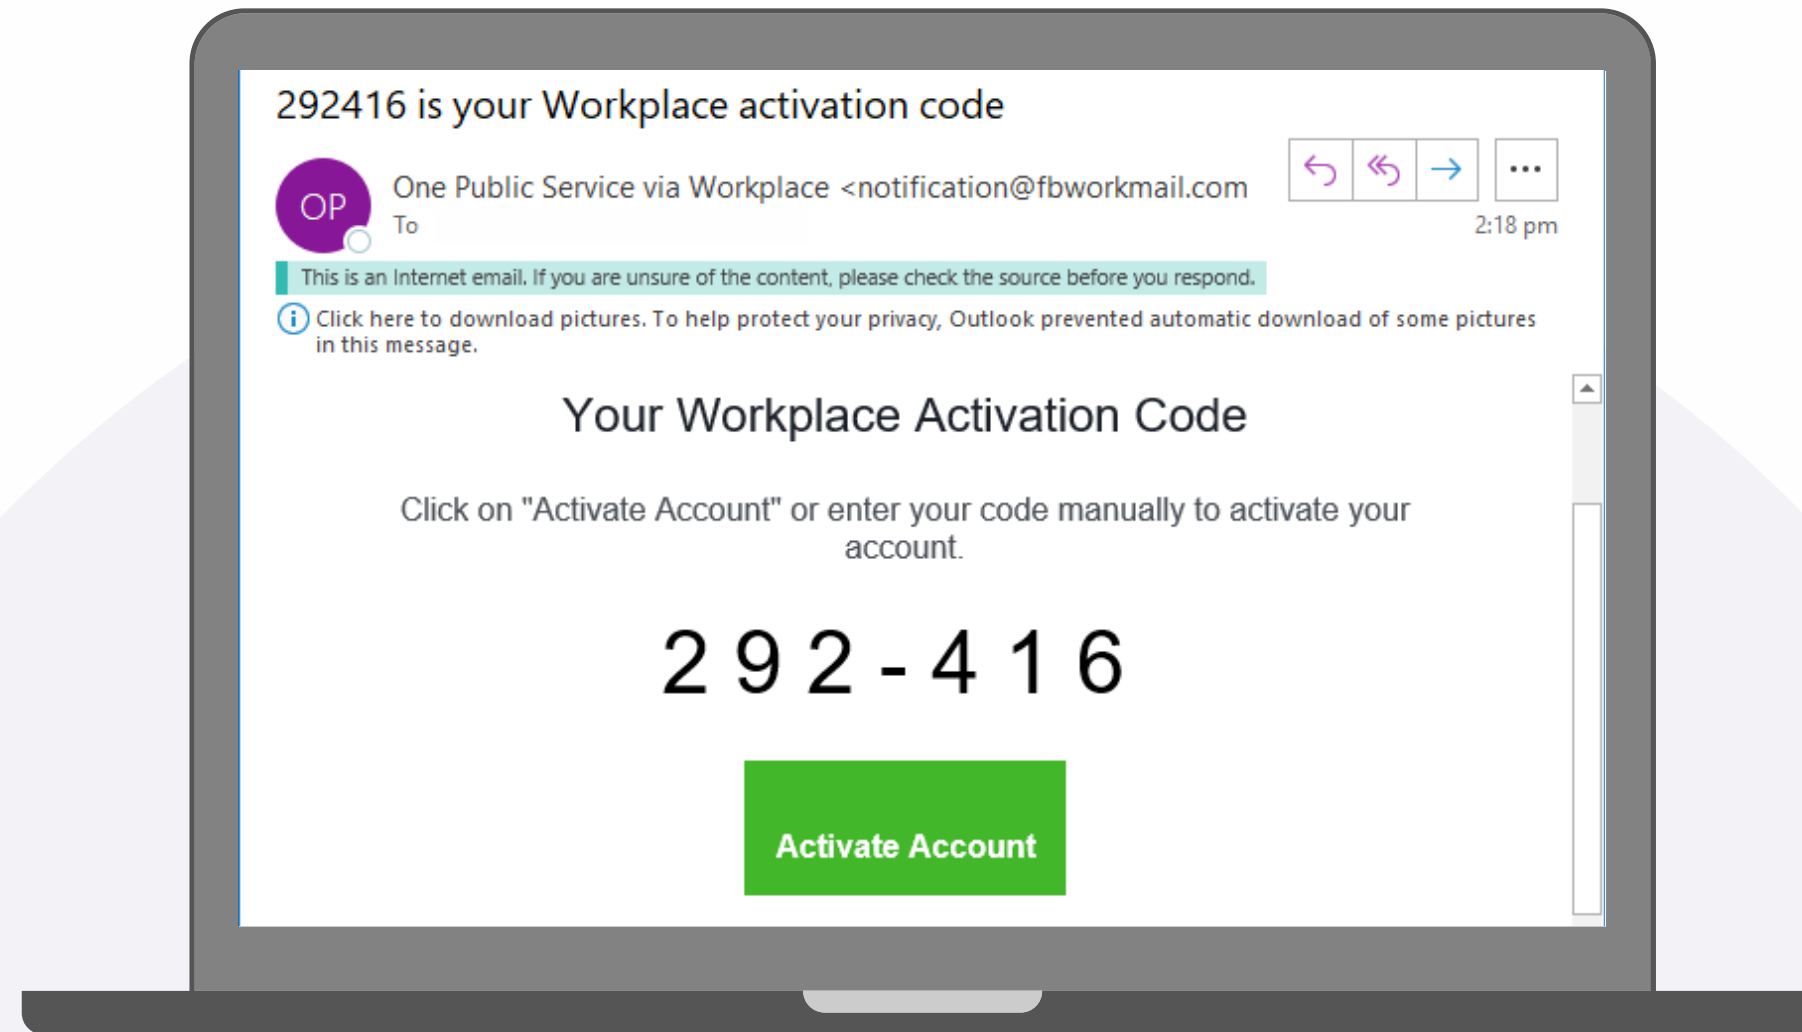 292416 is your Workplace activation code
OP
One Public Service via Workplace <notification@fbworkmail.com
To
2:18 pm
This is an Internet email. If you are unsure of the content, please check the source before you respond.
Click here to download pictures. To help protect your privacy, Outlook prevented automatic download of some pictures
in this message.
Your Workplace Activation Code
Click on "Activate Account" or enter your code manually to activate your
account.
292-416
Activate Account